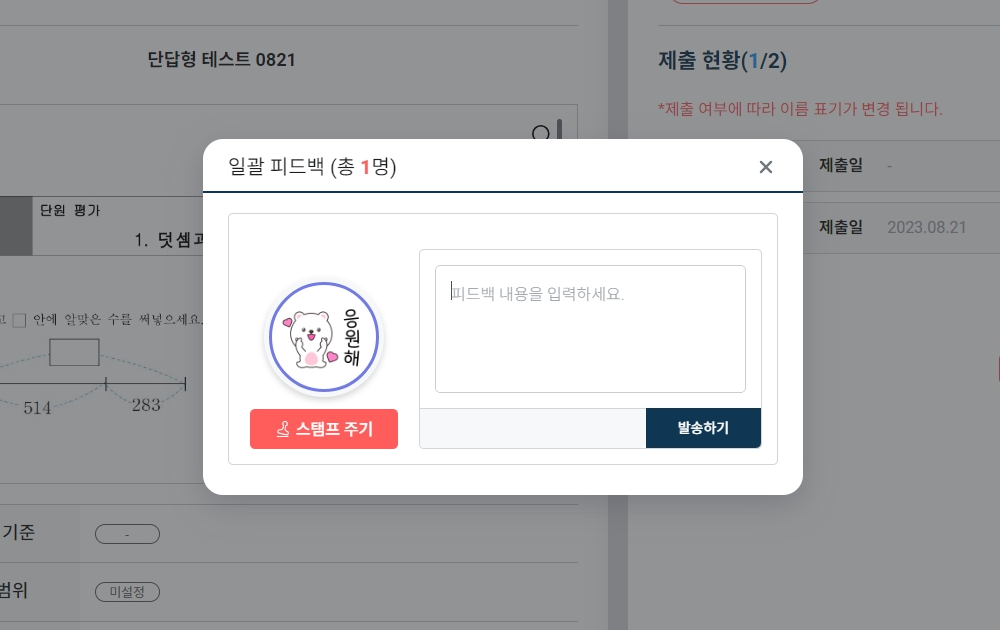 단답형 테스트 0821
제출 현황(1/2)
*제출 여부에 따라 이름 표기가 변경 됩니다.
제출일 -
제출일 2023.08.21
일괄 피드백 (총 1명)
단원 평가
1. 덧셈과
고 □ 안에 알맞은 수를 써넣으세요.
514
283
응원해
피드백 내용을 입력하세요.
스탬프 주기
발송하기
기준
-
범위
미설정